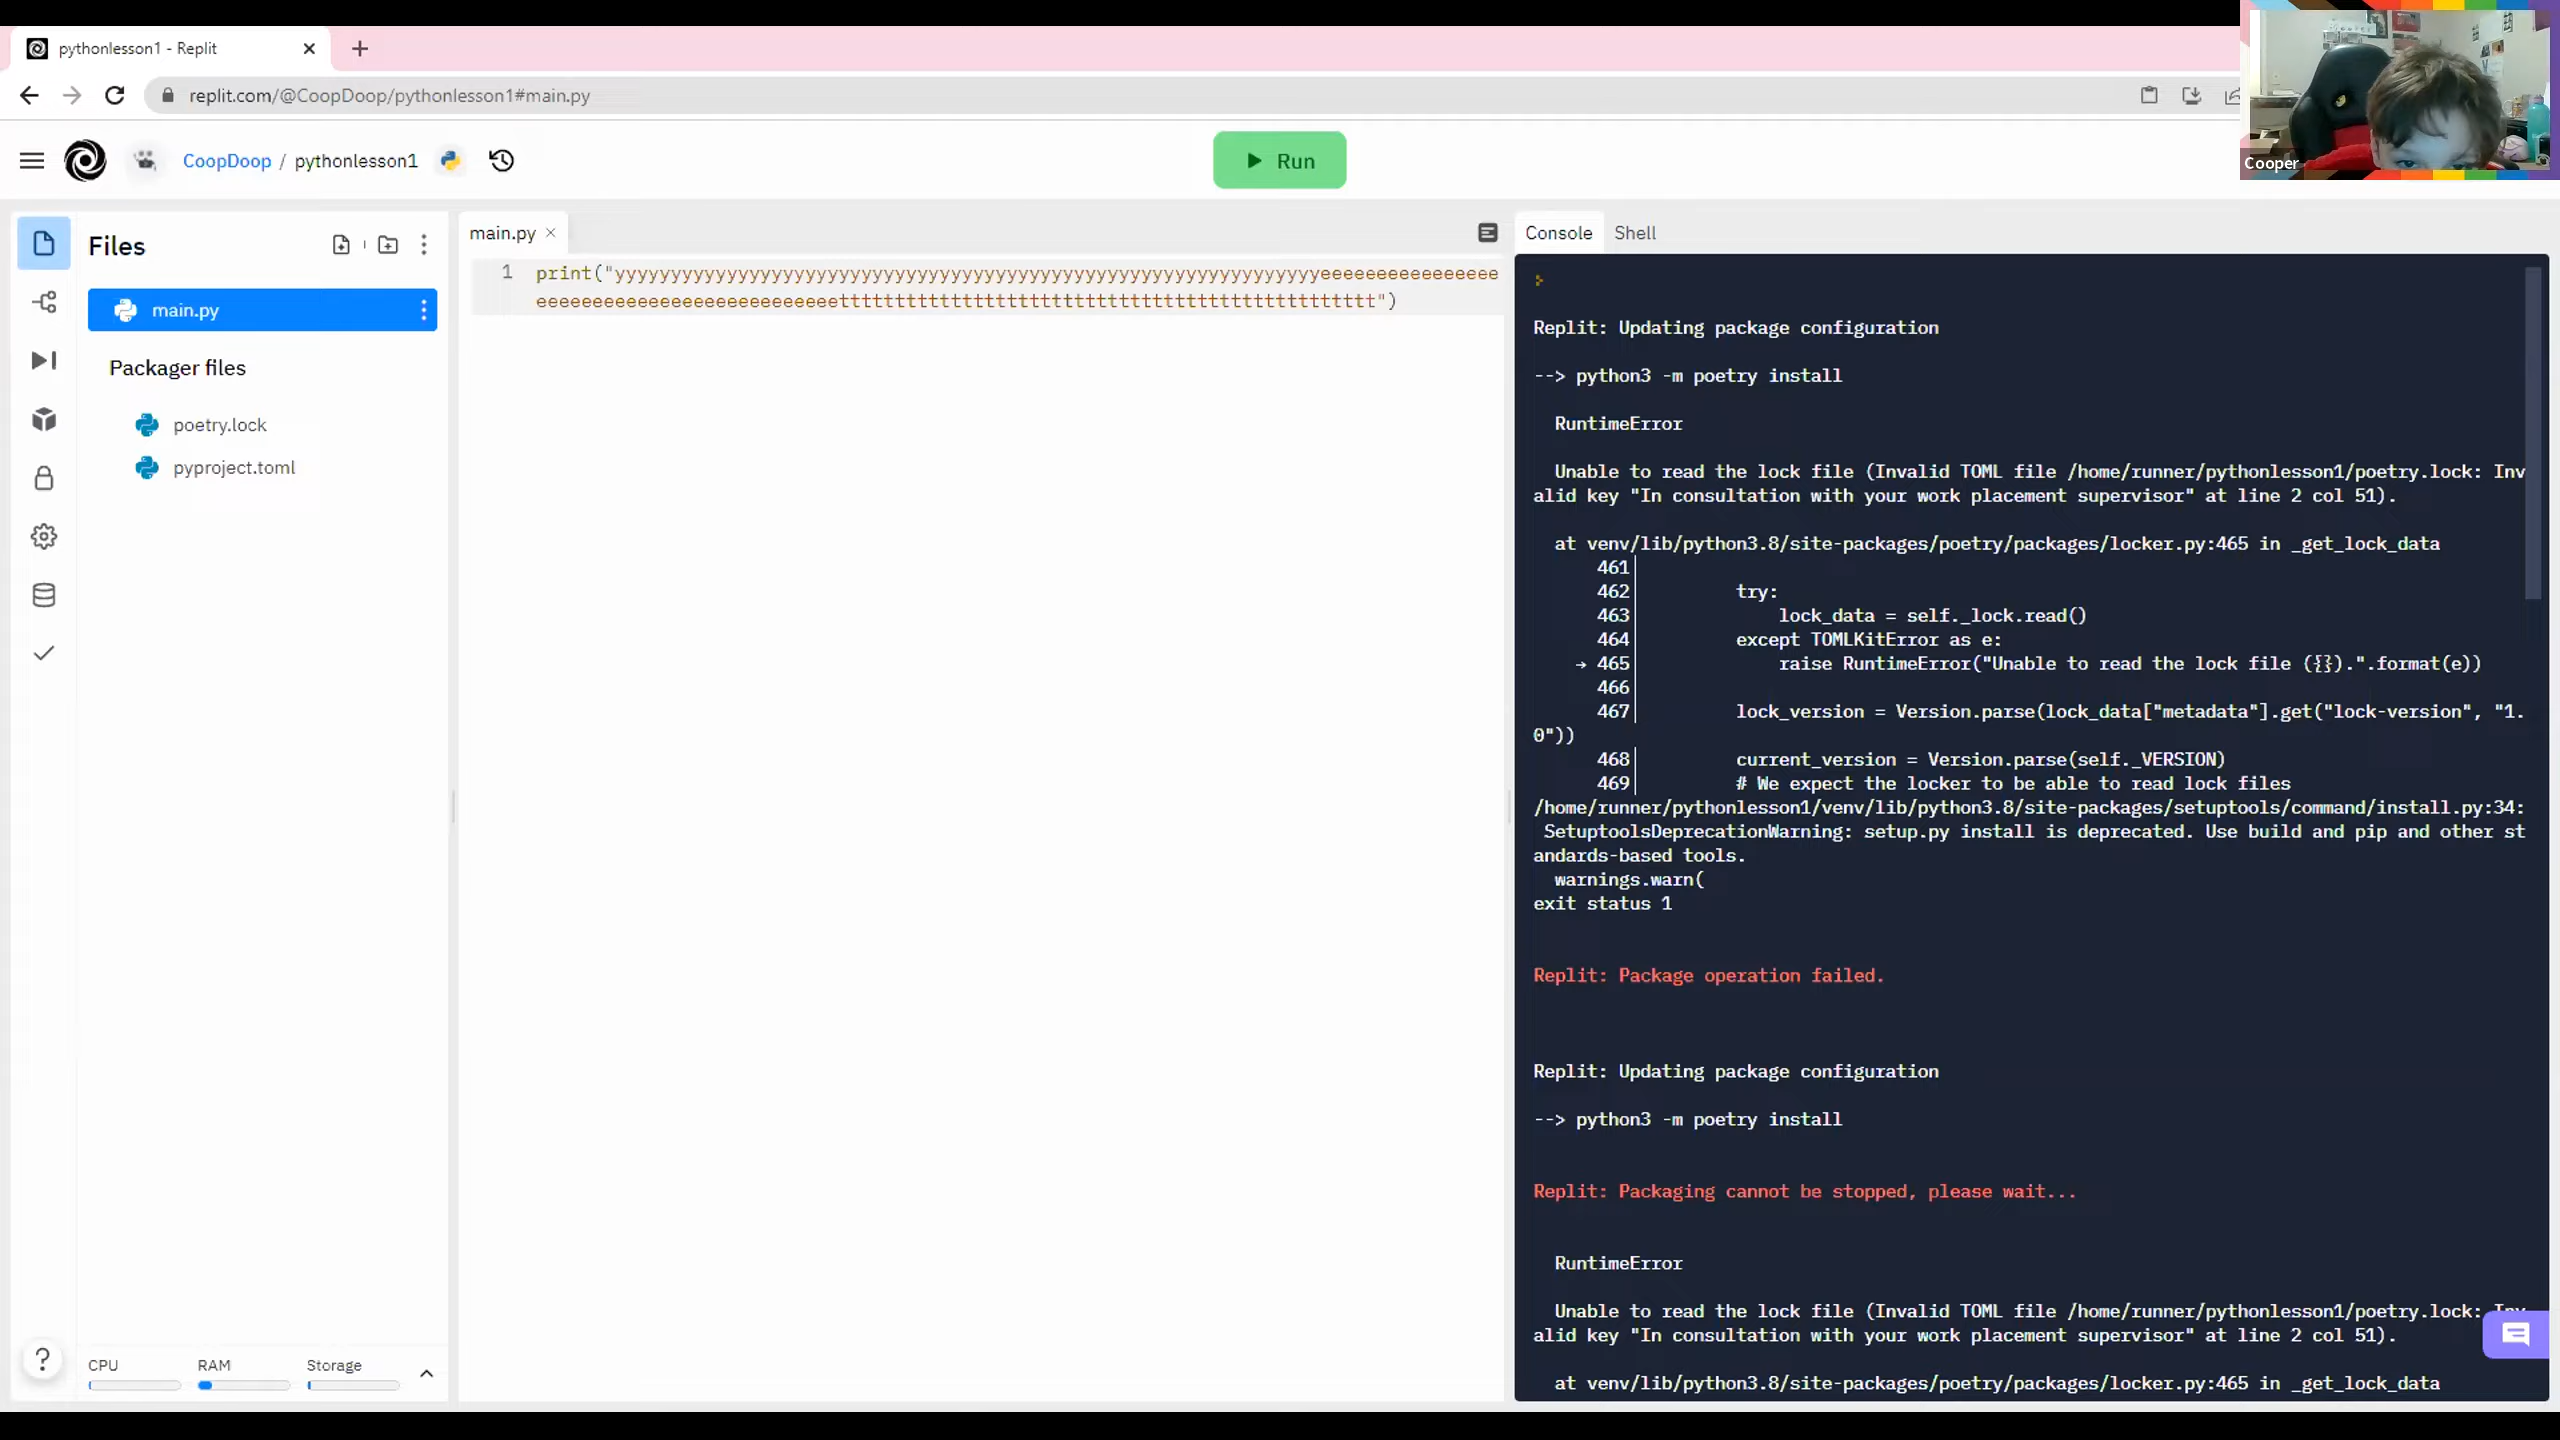 pythonlesson1 - Replit
replit.com/@CoopDoop/pythonlesson1#main.py
CoopDoop / pythonlesson1
Run
Cooper
Files
main.py
Packager files
poetry.lock
pyproject.toml
CPU
RAM
Storage
main.py
1
Console
Shell
Replit: Updating package configuration
--> python3 -m poetry install
RuntimeError
Unable to read the lock file (Invalid TOML file /home/runner/pythonlesson1/poetry.lock: Inv
alid key "In consultation with your work placement supervisor" at line 2 col 51).
at venv/lib/python3.8/site-packages/poetry/packages/locker.py:465 in _get_lock_data
461│
462│ try:
463│ lock_data = self._lock.read()
464│ except TOMLKitError as e:
→ 465│ raise RuntimeError("Unable to read the lock file ({}).".format(e))
466│
467│ lock_version = Version.parse(lock_data["metadata"].get("lock-version", "1.
0"))
468│ current_version = Version.parse(self._VERSION)
469│ # We expect the locker to be able to read lock files
/home/runner/pythonlesson1/venv/lib/python3.8/site-packages/setuptools/command/install.py:34:
SetuptoolsDeprecationWarning: setup.py install is deprecated. Use build and pip and other st
andards-based tools.
warnings.warn(
exit status 1
Replit: Package operation failed.
Replit: Updating package configuration
--> python3 -m poetry install
Replit: Packaging cannot be stopped, please wait...
RuntimeError
Unable to read the lock file (Invalid TOML file /home/runner/pythonlesson1/poetry.lock: Inv
alid key "In consultation with your work placement supervisor" at line 2 col 51).
at venv/lib/python3.8/site-packages/poetry/packages/locker.py:465 in _get_lock_data